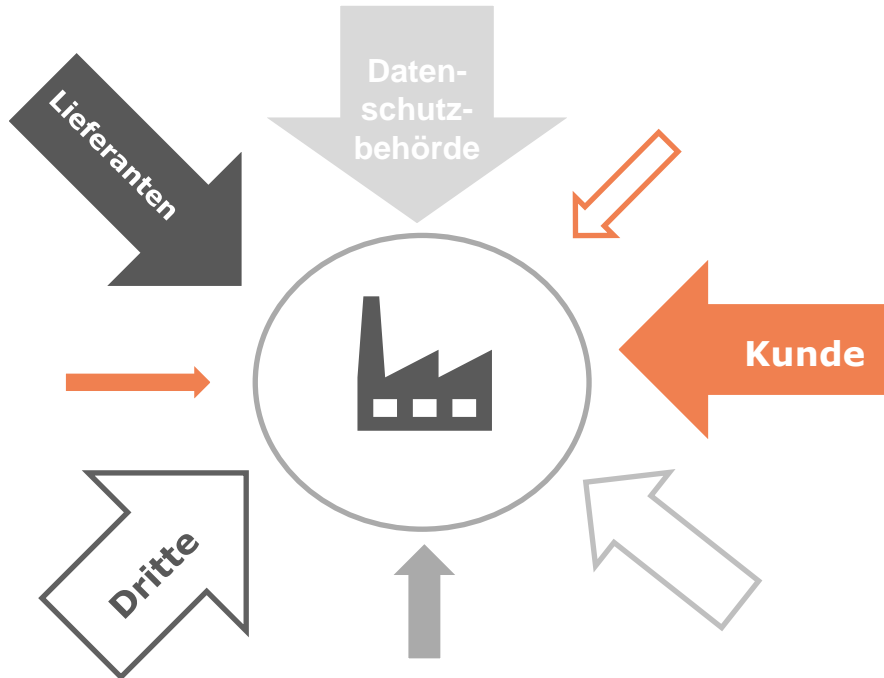 Daten-
schutz-
behörde
Lieferanten
Kunde
Dritte